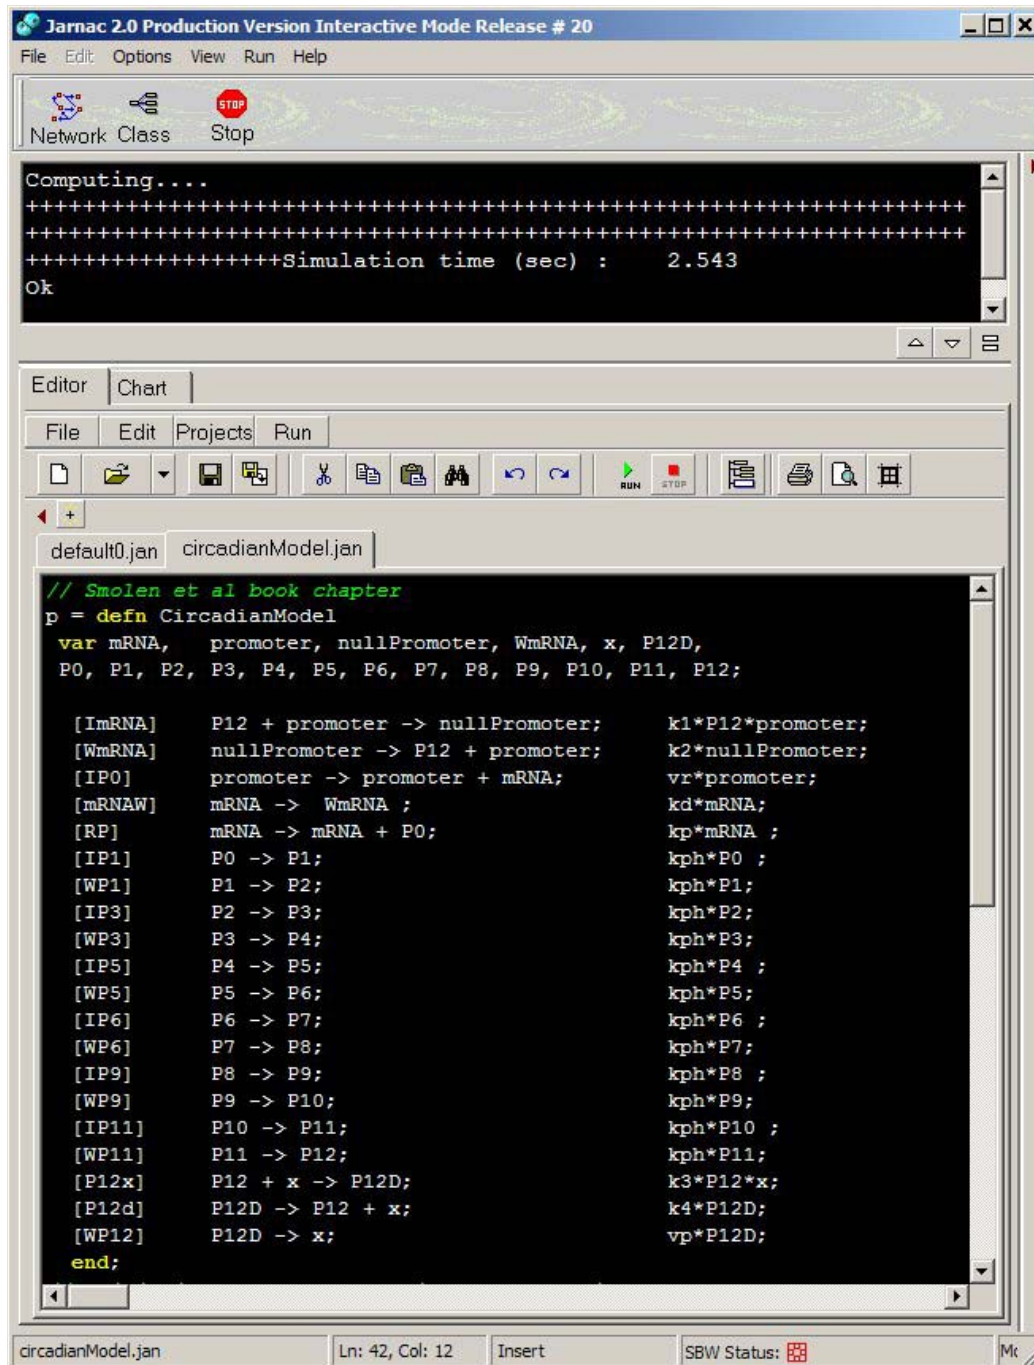 Jarnac 2.0 Production Version Interactive Mode Release # 20
File Edit Options View Run Help
Network Class Stop
Computing....
++++++++++++++++++++++++++++++++++++++++++++++++++++++++++++++++++
++++++++++++++++++++++++++++++++++++++++++++++++++++++++++++++++++
++++++++++++++++++Simulation time (sec) : 2.543
Ok
Editor Chart
File Edit Projects Run
RUN STOP
+
default0.jan circadianModel.jan
// Smolen et al book chapter
p = defn CircadianModel
var mRNA, promoter, nullPromoter, WmRNA, x, P12D,
P0, P1, P2, P3, P4, P5, P6, P7, P8, P9, P10, P11, P12;
[ImRNA] P12 + promoter -> nullPromoter; k1*P12*promoter;
[WmRNA] nullPromoter -> P12 + promoter; k2*nullPromoter;
[IP0] promoter -> promoter + mRNA; vr*promoter;
[mRNAW] mRNA -> WmRNA ; kd*mRNA;
[RP] mRNA -> mRNA + P0; kp*mRNA ;
[IP1] P0 -> P1; kph*P0 ;
[WP1] P1 -> P2; kph*P1;
[IP3] P2 -> P3; kph*P2;
[WP3] P3 -> P4; kph*P3;
[IP5] P4 -> P5; kph*P4 ;
[WP5] P5 -> P6; kph*P5;
[IP6] P6 -> P7; kph*P6 ;
[WP6] P7 -> P8; kph*P7;
[IP9] P8 -> P9; kph*P8 ;
[WP9] P9 -> P10; kph*P9;
[IP11] P10 -> P11; kph*P10 ;
[WP11] P11 -> P12; kph*P11;
[P12x] P12 + x -> P12D; k3*P12*x;
[P12d] P12D -> P12 + x; k4*P12D;
[WP12] P12D -> x; vp*P12D;
end;
circadianModel.jan Ln: 42, Col: 12 Insert SBW Status: